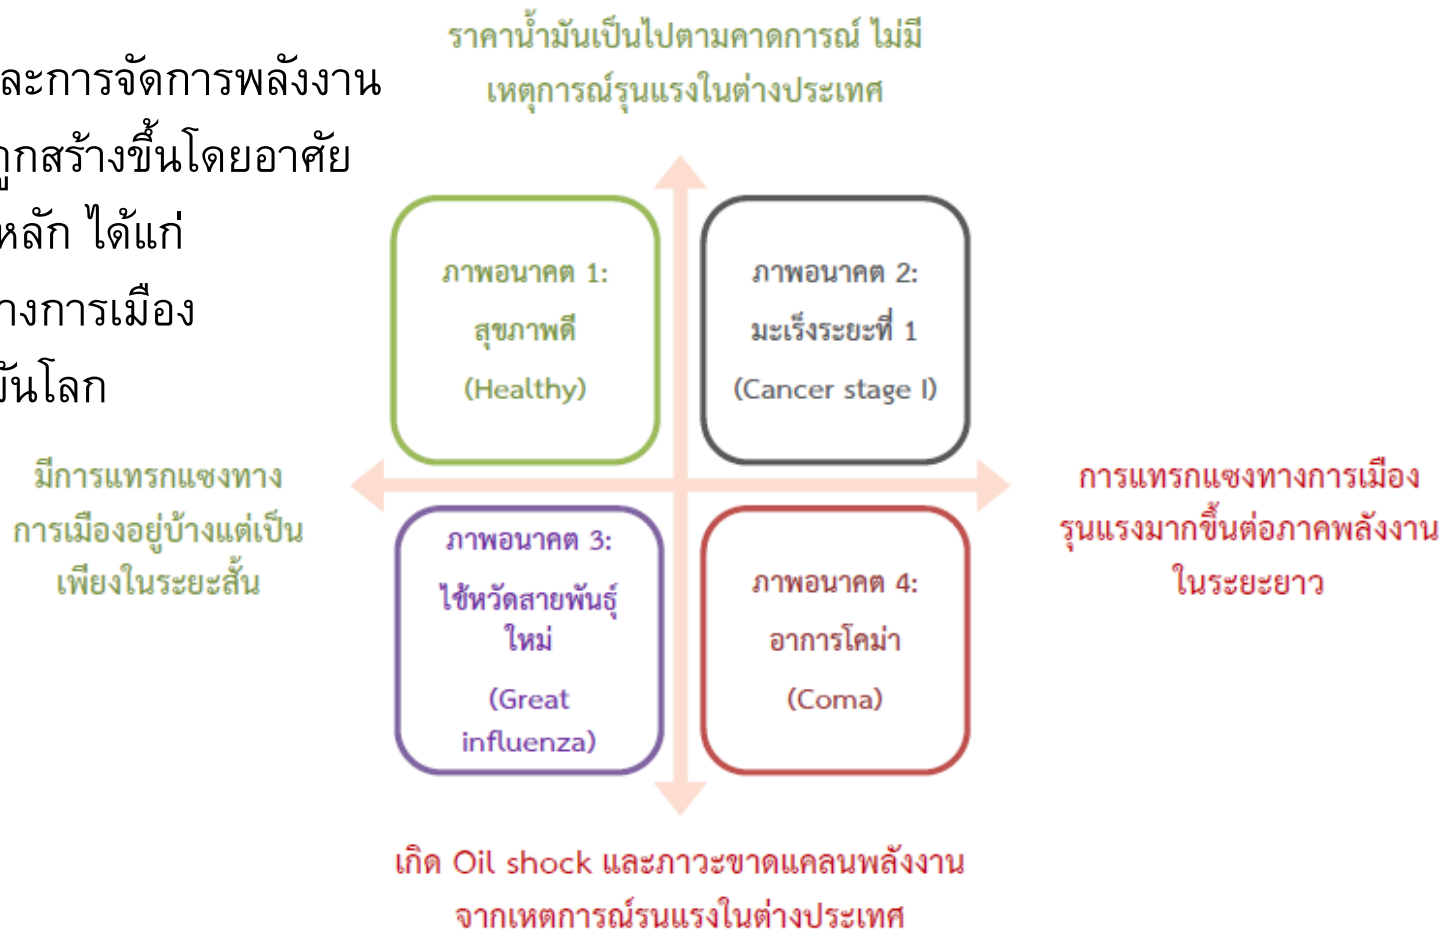 ราคาน้ำมันเป็นไปตามคาดการณ์ ไม่มี
เหตุการณ์รุนแรงในต่างประเทศ
ละการจัดการพลังงาน
ถูกสร้างขึ้นโดยอาศัย
หลัก ได้แก่
างการเมือง
มันโลก
ภาพอนาคต 1:
สุขภาพดี
(Healthy)
ภาพอนาคต 2:
มะเร็งระยะที่ 1
(Cancer stage I)
มีการแทรกแซงทาง
การเมืองอยู่บ้างแต่เป็น
เพียงในระยะสั้น
การแทรกแซงทางการเมือง
รุนแรงมากขึ้นต่อภาคพลังงาน
ในระยะยาว
ภาพอนาคต 3:
ไข้หวัดสายพันธุ์
ใหม่
(Great
influenza)
ภาพอนาคต 4:
อาการโคม่า
(Coma)
เกิด Oil shock และภาวะขาดแคลนพลังงาน
จากเหตุการณ์รุนแรงในต่างประเทศ